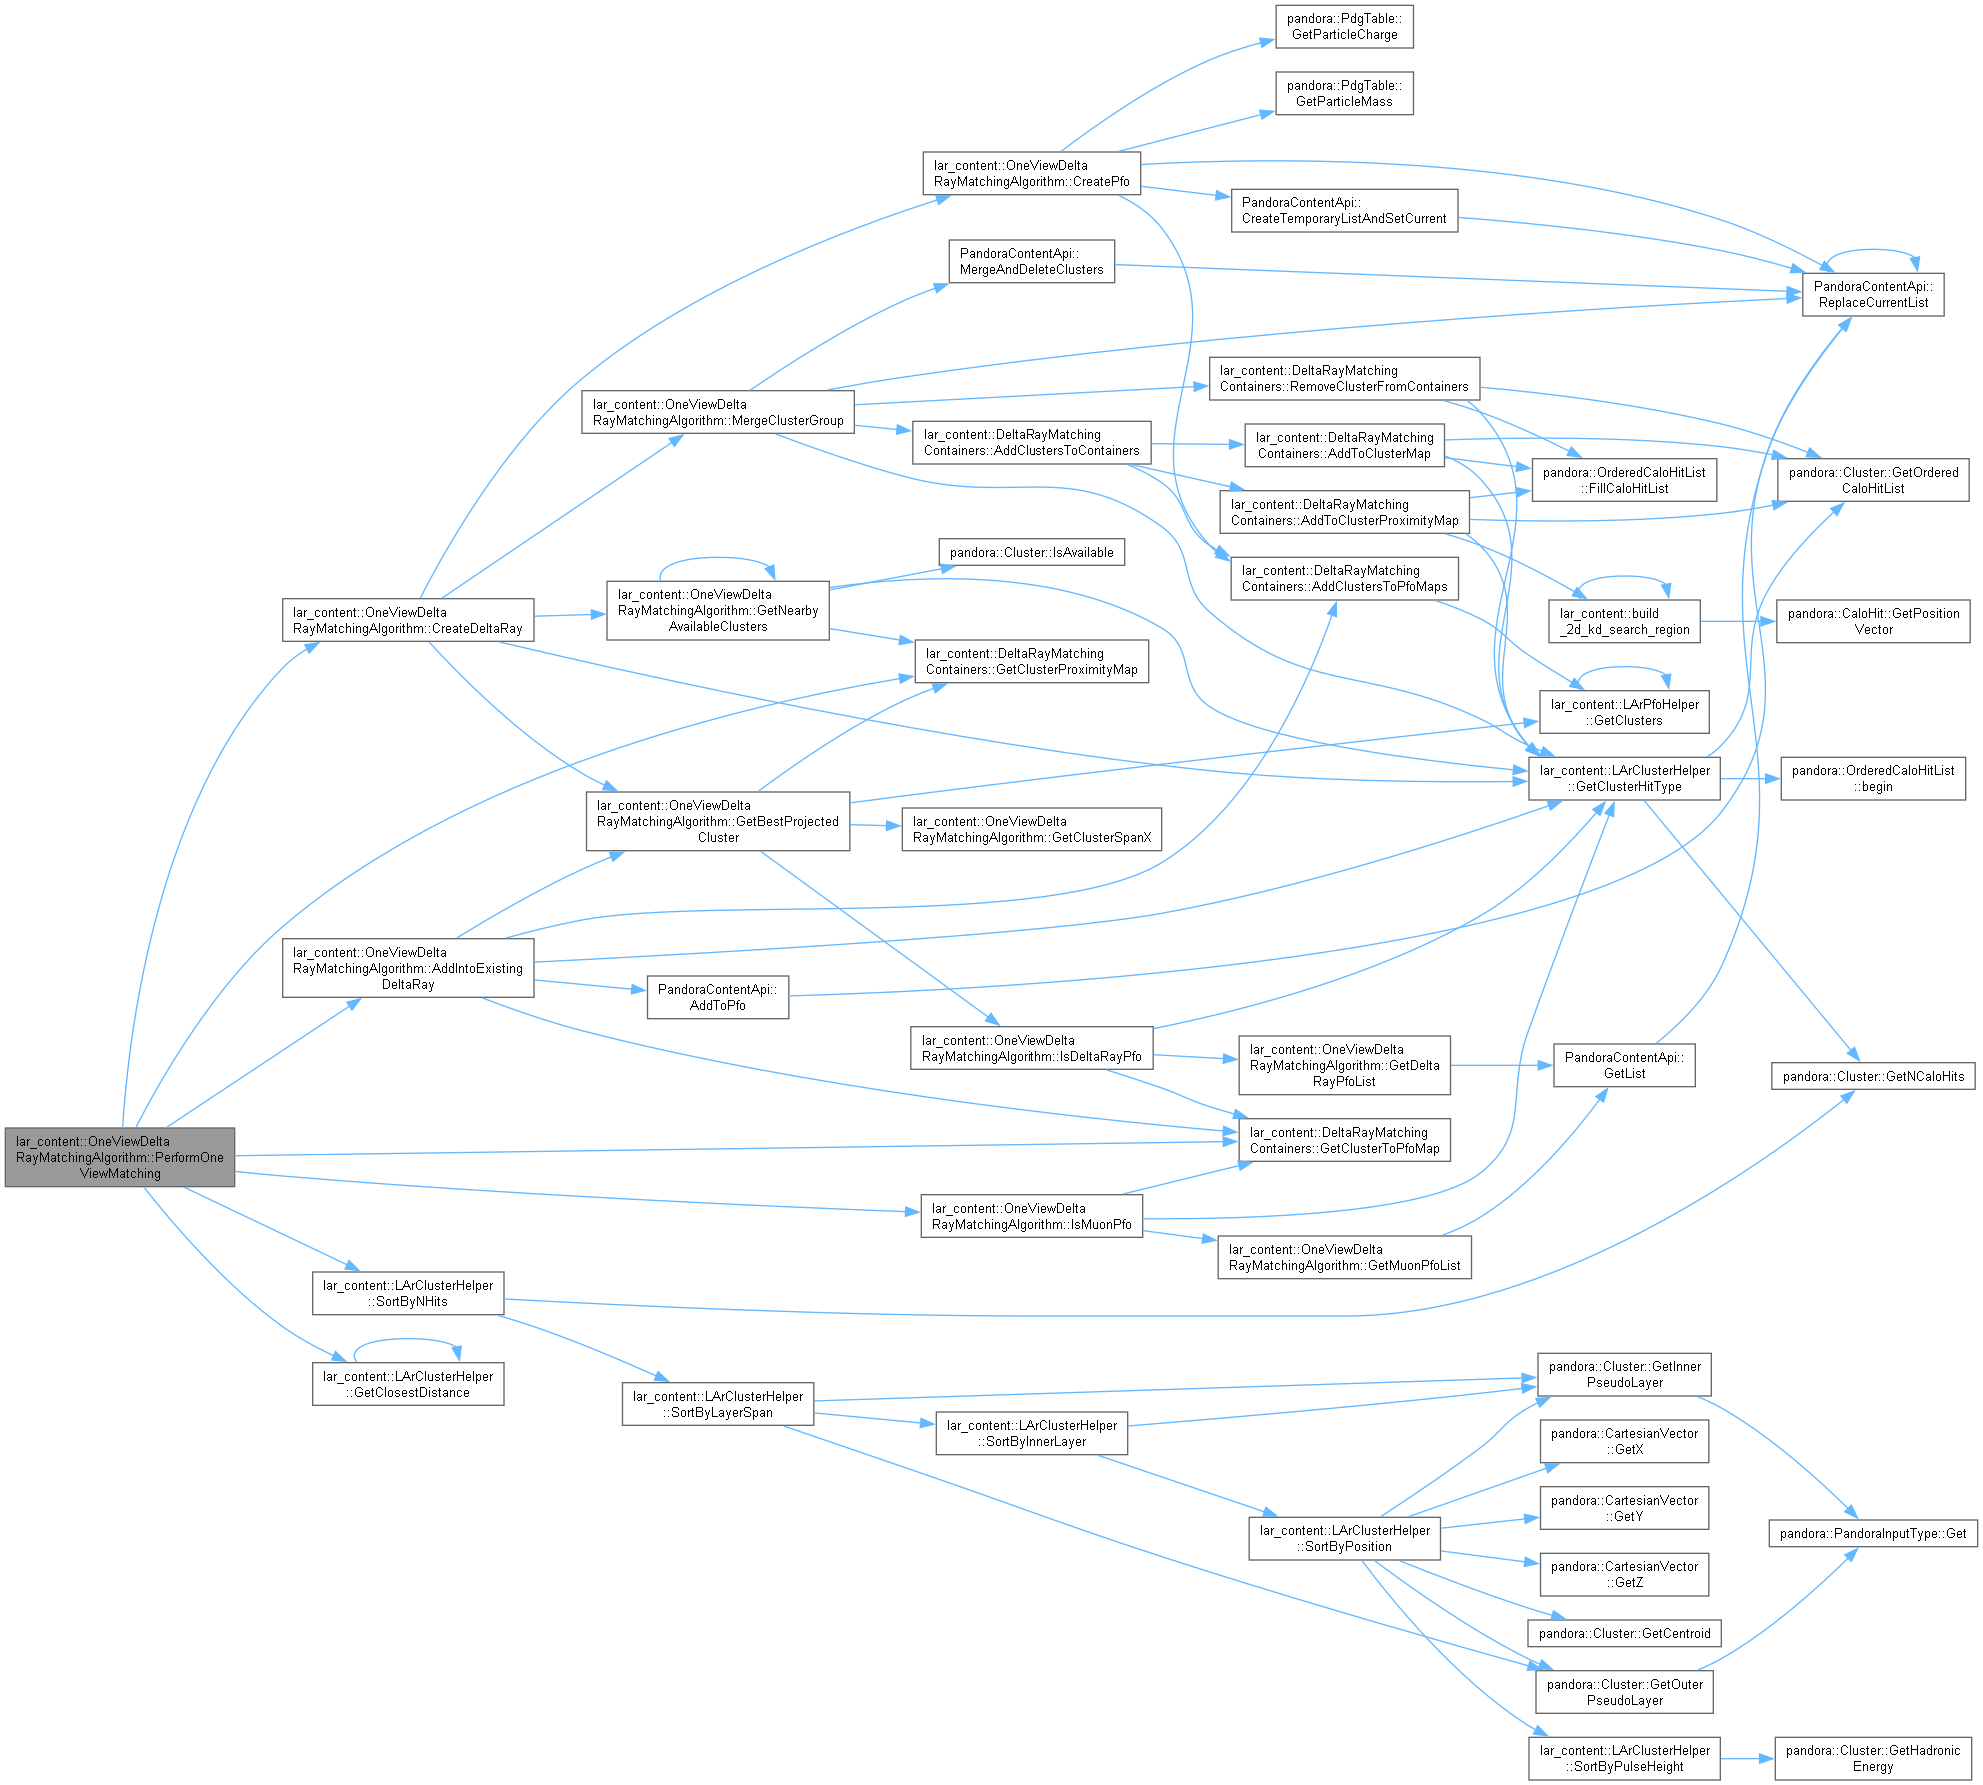 lar_content::OneViewDelta
RayMatchingAlgorithm::PerformOne
ViewMatching
lar_content::OneViewDelta
RayMatchingAlgorithm::CreateDeltaRay
lar_content::OneViewDelta
RayMatchingAlgorithm::AddIntoExisting
DeltaRay
lar_content::LArClusterHelper
::SortByNHits
lar_content::LArClusterHelper
::GetClosestDistance
lar_content::OneViewDelta
RayMatchingAlgorithm::MergeClusterGroup
lar_content::OneViewDelta
RayMatchingAlgorithm::GetNearby
AvailableClusters
lar_content::OneViewDelta
RayMatchingAlgorithm::GetBestProjected
Cluster
PandoraContentApi::
AddToPfo
lar_content::LArClusterHelper
::SortByLayerSpan
lar_content::OneViewDelta
RayMatchingAlgorithm::CreatePfo
PandoraContentApi::
MergeAndDeleteClusters
lar_content::DeltaRayMatching
Containers::AddClustersToContainers
pandora::Cluster::IsAvailable
lar_content::DeltaRayMatching
Containers::GetClusterProximityMap
lar_content::OneViewDelta
RayMatchingAlgorithm::GetClusterSpanX
lar_content::OneViewDelta
RayMatchingAlgorithm::IsDeltaRayPfo
lar_content::OneViewDelta
RayMatchingAlgorithm::IsMuonPfo
lar_content::LArClusterHelper
::SortByInnerLayer
pandora::PdgTable::
GetParticleCharge
pandora::PdgTable::
GetParticleMass
PandoraContentApi::
CreateTemporaryListAndSetCurrent
lar_content::DeltaRayMatching
Containers::RemoveClusterFromContainers
lar_content::DeltaRayMatching
Containers::AddToClusterMap
lar_content::DeltaRayMatching
Containers::AddToClusterProximityMap
lar_content::DeltaRayMatching
Containers::AddClustersToPfoMaps
lar_content::OneViewDelta
RayMatchingAlgorithm::GetDelta
RayPfoList
lar_content::DeltaRayMatching
Containers::GetClusterToPfoMap
lar_content::OneViewDelta
RayMatchingAlgorithm::GetMuonPfoList
lar_content::LArClusterHelper
::SortByPosition
pandora::OrderedCaloHitList
::FillCaloHitList
lar_content::build
_2d_kd_search_region
lar_content::LArPfoHelper
::GetClusters
lar_content::LArClusterHelper
::GetClusterHitType
PandoraContentApi::
GetList
pandora::Cluster::GetInner
PseudoLayer
pandora::CartesianVector
::GetX
pandora::CartesianVector
::GetY
pandora::CartesianVector
::GetZ
pandora::Cluster::GetCentroid
pandora::Cluster::GetOuter
PseudoLayer
lar_content::LArClusterHelper
::SortByPulseHeight
PandoraContentApi::
ReplaceCurrentList
pandora::Cluster::GetOrdered
CaloHitList
pandora::CaloHit::GetPosition
Vector
pandora::OrderedCaloHitList
::begin
pandora::Cluster::GetNCaloHits
pandora::PandoraInputType::Get
pandora::Cluster::GetHadronic
Energy